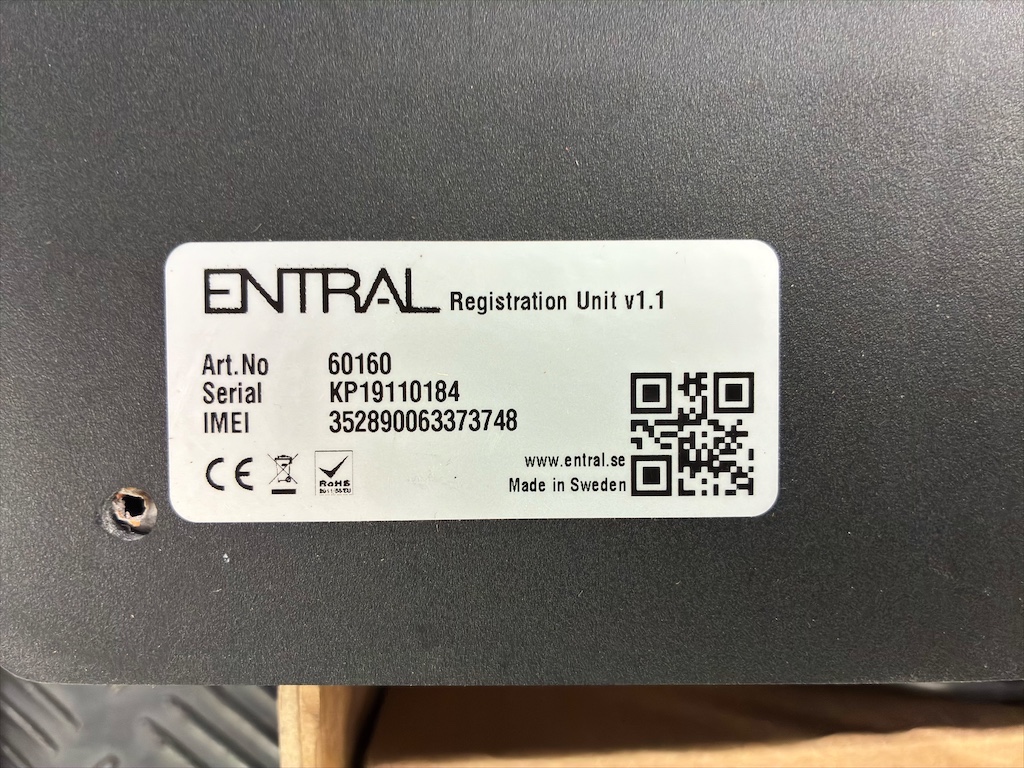 ENTRAL Registration Unit v1.1
Art.No 60160
Serial KP19110184
IMEI 352890063373748
CE
RoHS
www.entral.se
Made in Sweden